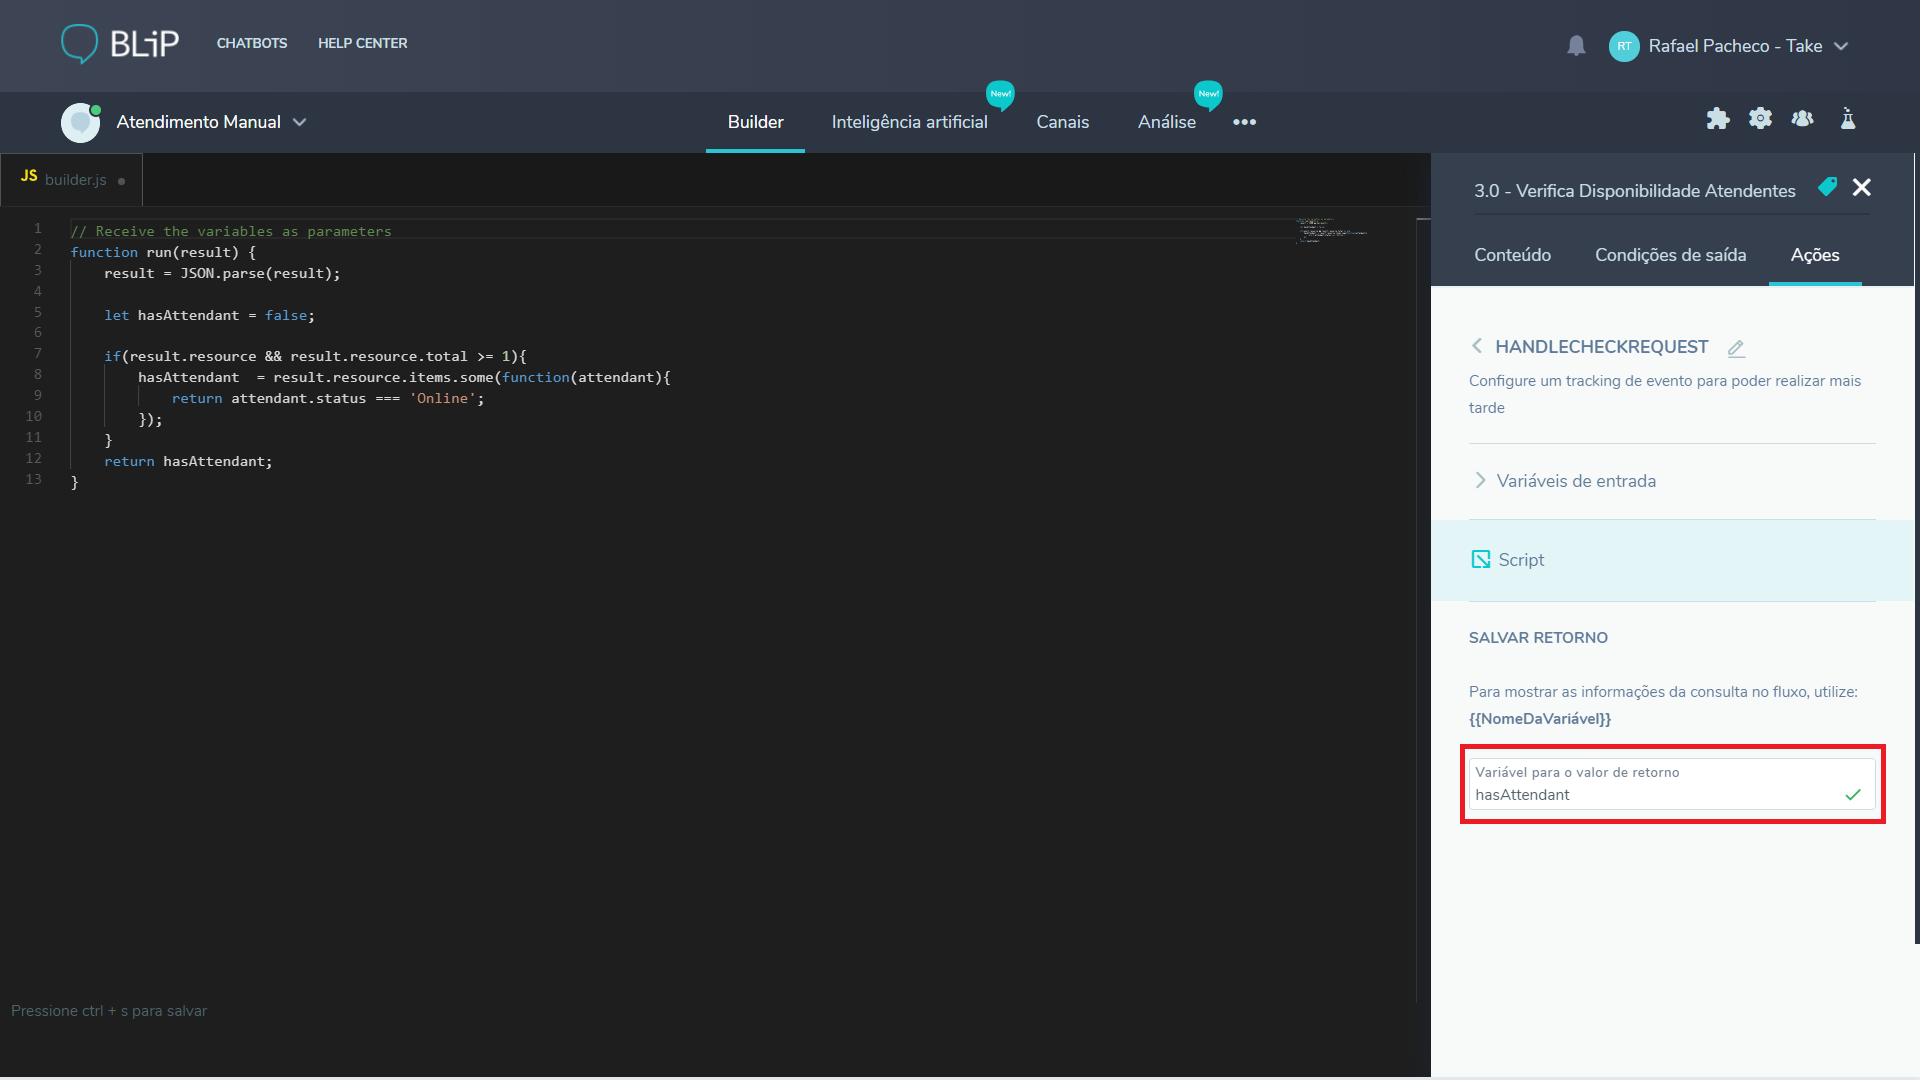 BLiP
CHATBOTS
HELP CENTER
RT
Rafael Pacheco - Take
Atendimento Manual
Builder
Inteligência artificial
New!
Canais
Análise
New!
JS builder.js
1 // Receive the variables as parameters
2 function run(result) {
3 result = JSON.parse(result);
4
5 let hasAttendant = false;
6
7 if(result.resource && result.resource.total >= 1){
8 hasAttendant  = result.resource.items.some(function(attendant){
9 return attendant.status === 'Online';
10 });
11 }
12 return hasAttendant;
13 }
Pressione ctrl + s para salvar
3.0 - Verifica Disponibilidade Atendentes
Conteúdo
Condições de saída
Ações
HANDLECHECKREQUEST
Configure um tracking de evento para poder realizar mais
tarde
Variáveis de entrada
Script
SALVAR RETORNO
Para mostrar as informações da consulta no fluxo, utilize:
{{NomeDaVariável}}
Variável para o valor de retorno
hasAttendant